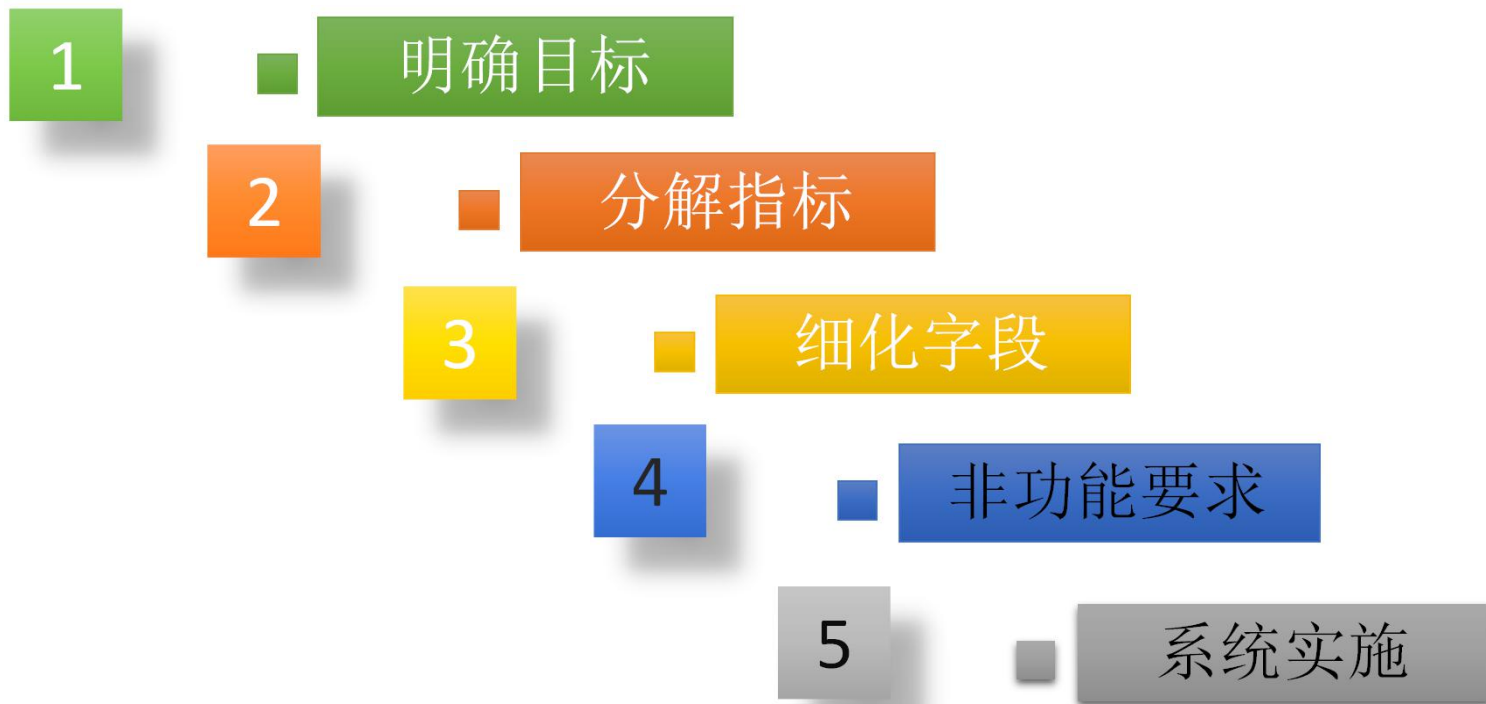 1 明确目标
2 分解指标
3 细化字段
4 非功能要求
5 系统实施